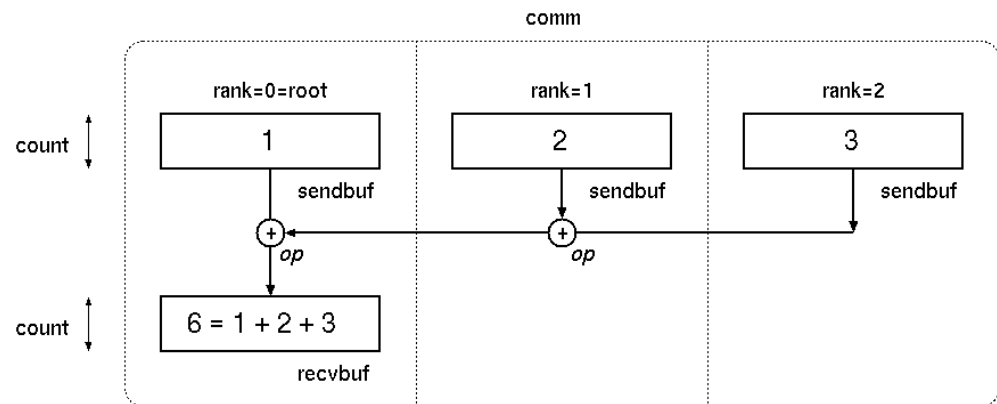 comm
rank=0=root
rank=1
rank=2
count
1
2
3
sendbuf
sendbuf
sendbuf
+
+
op
op
count
6 = 1 + 2 + 3
recvbuf